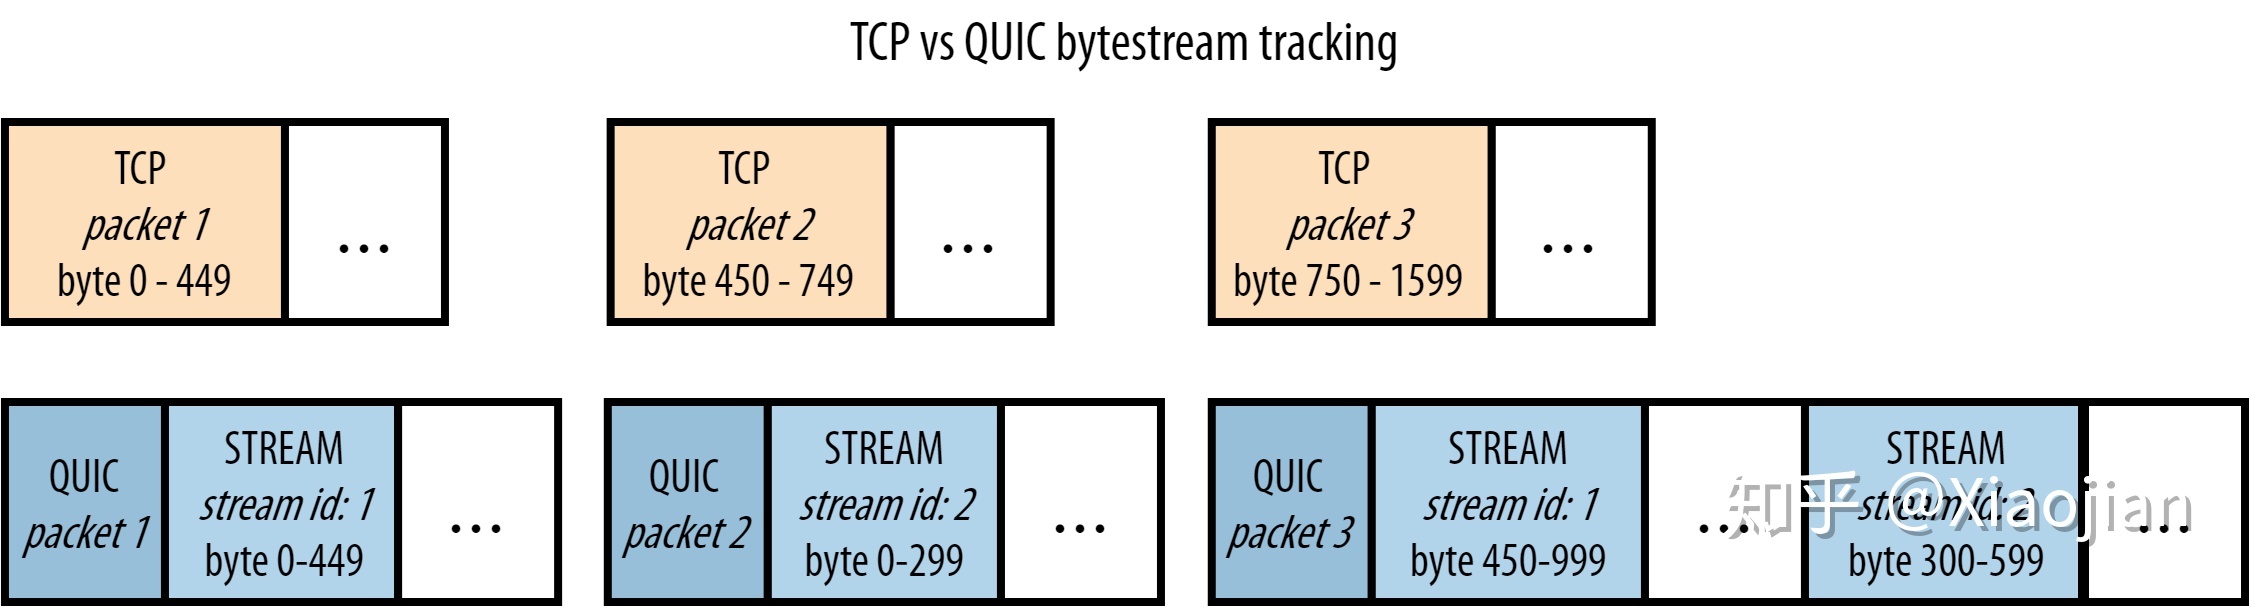 TCP vs QUIC bytestream tracking
TCP
packet 1
byte 0 - 449
...
TCP
packet 2
byte 450 - 749
...
TCP
packet 3
byte 750 - 1599
...
QUIC
packet 1
STREAM
stream id: 1
byte 0-449
...
QUIC
packet 2
STREAM
stream id: 2
byte 0-299
...
QUIC
packet 3
STREAM
stream id: 1
byte 450-999
...
STREAM
stream id: 2
byte 300-599
...
知乎 @Xiaojian